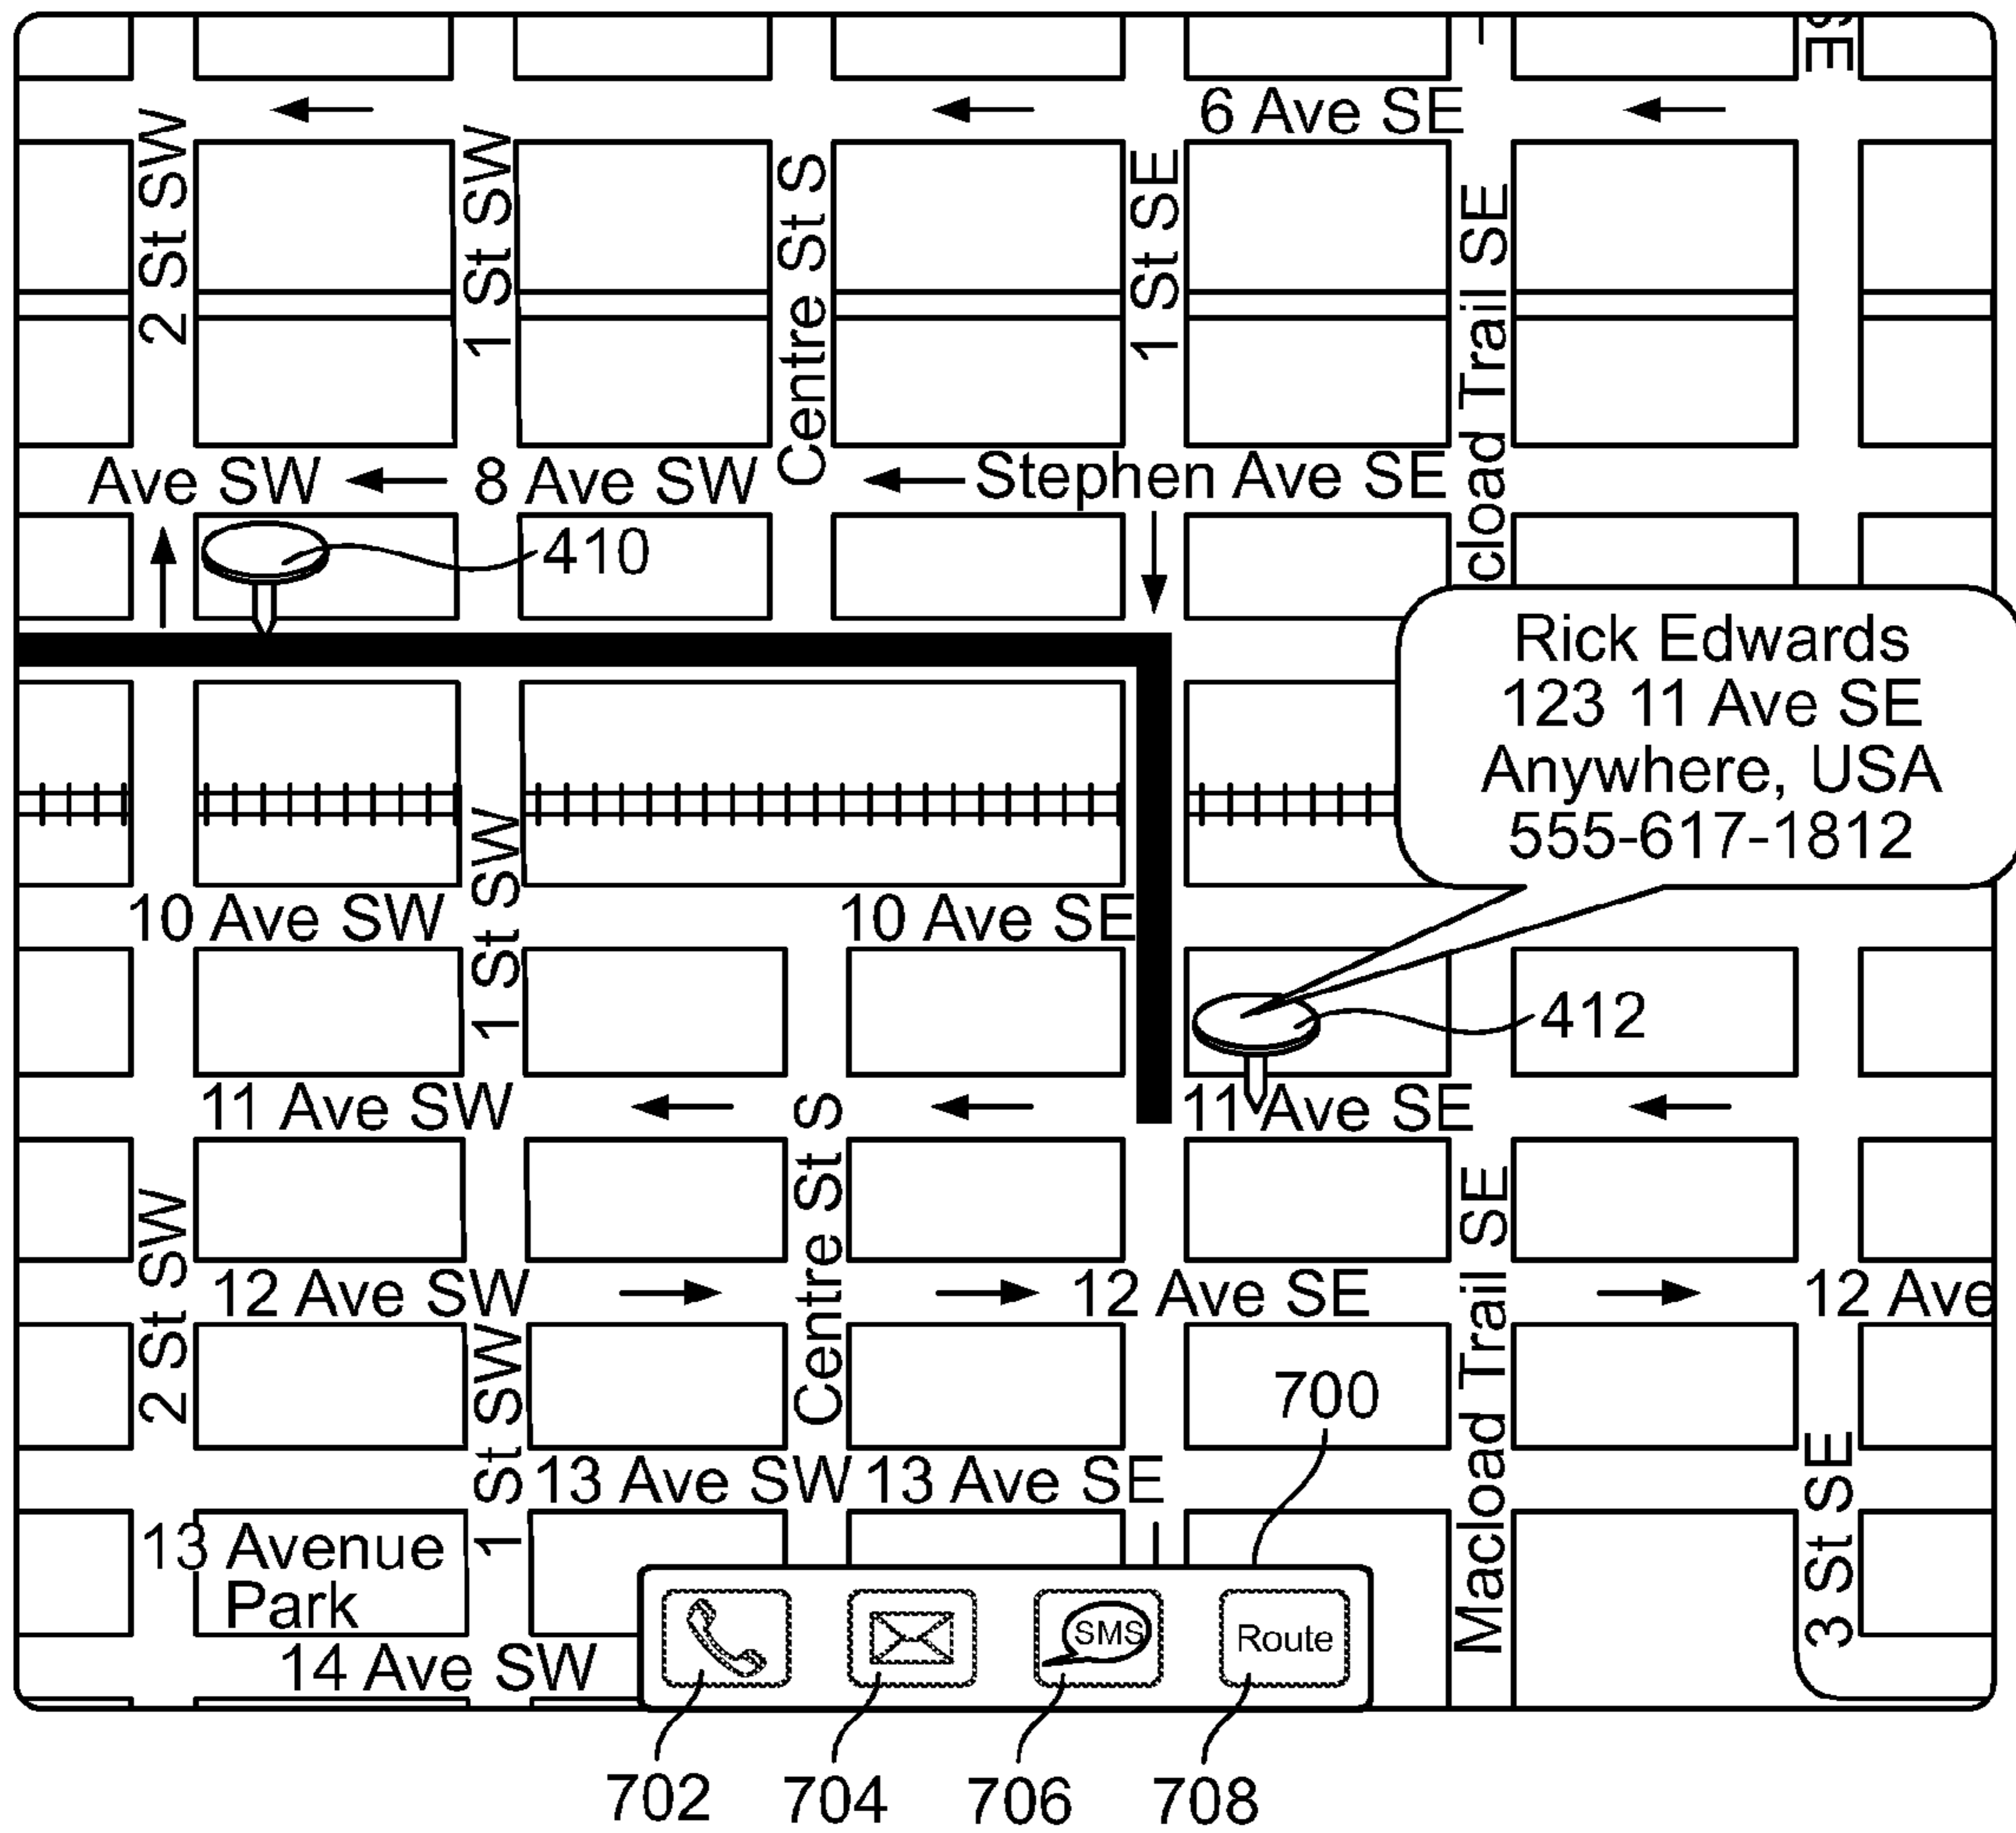 SE
6 Ave SE
2 St SW
1 St SW
Centre St S
1 St SE
cload Trail SE
Ave SW
8 Ave SW
Stephen Ave SE
410
Rick Edwards
123 11 Ave SE
Anywhere, USA
555-617-1812
1 St SW
10 Ave SW
10 Ave SE
412
11 Ave SW
11 Ave SE
2 St SW
Centre St S
Macload Trail SE
12 Ave SW
12 Ave SE
12 Ave
1 St SW
700
3 St SE
13 Ave SW
13 Ave SE
13 Avenue
Park
14 Ave SW
SMS
Route
702
704
706
708